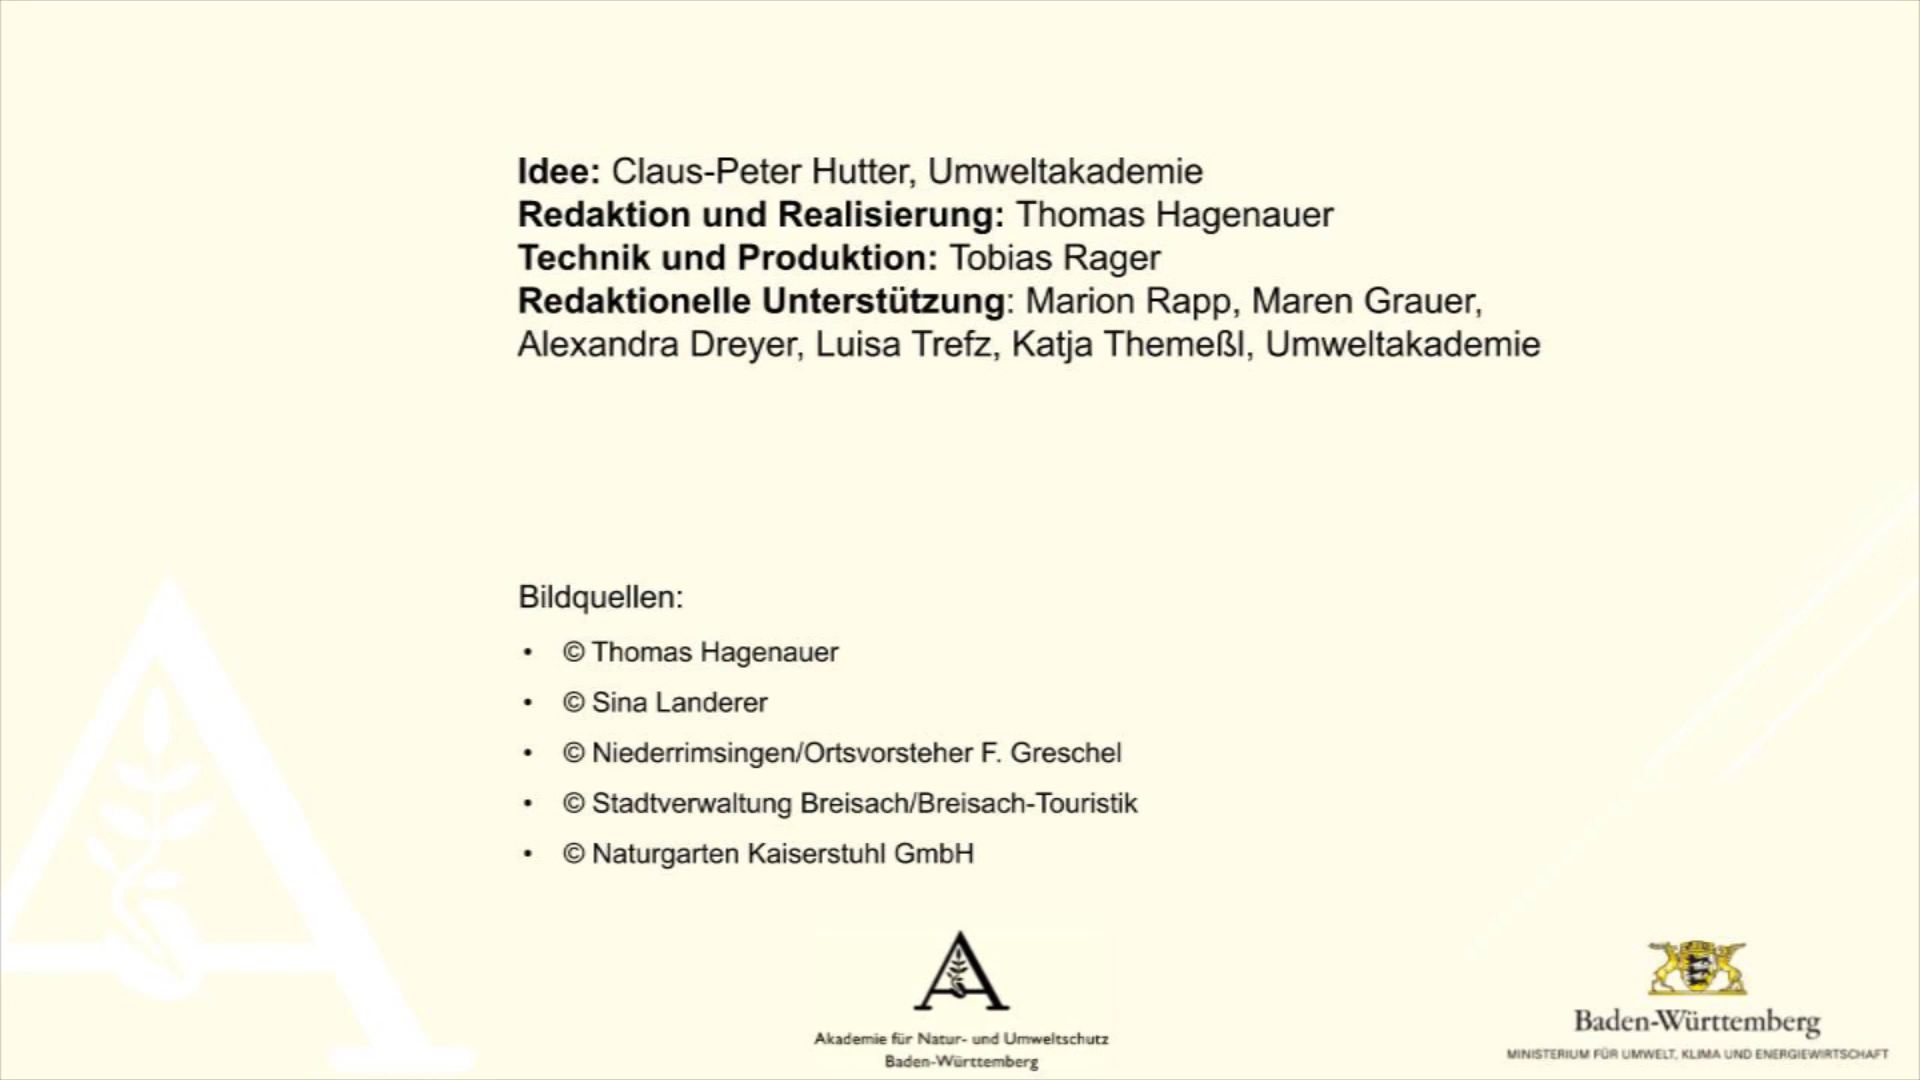 Idee: Claus-Peter Hutter, Umweltakademie
Redaktion und Realisierung: Thomas Hagenauer
Technik und Produktion: Tobias Rager
Redaktionelle Unterstützung: Marion Rapp, Maren Grauer,
Alexandra Dreyer, Luisa Trefz, Katja Themeßl, Umweltakademie
Bildquellen:
• © Thomas Hagenauer
• © Sina Landerer
• © Niederrimsingen/Ortsvorsteher F. Greschel
• © Stadtverwaltung Breisach/Breisach-Touristik
• © Naturgarten Kaiserstuhl GmbH
Akademie für Natur- und Umweltschutz
Baden-Württemberg
Baden-Württemberg
MINISTERIUM FÜR UMWELT, KLIMA UND ENERGIEWIRTSCHAFT